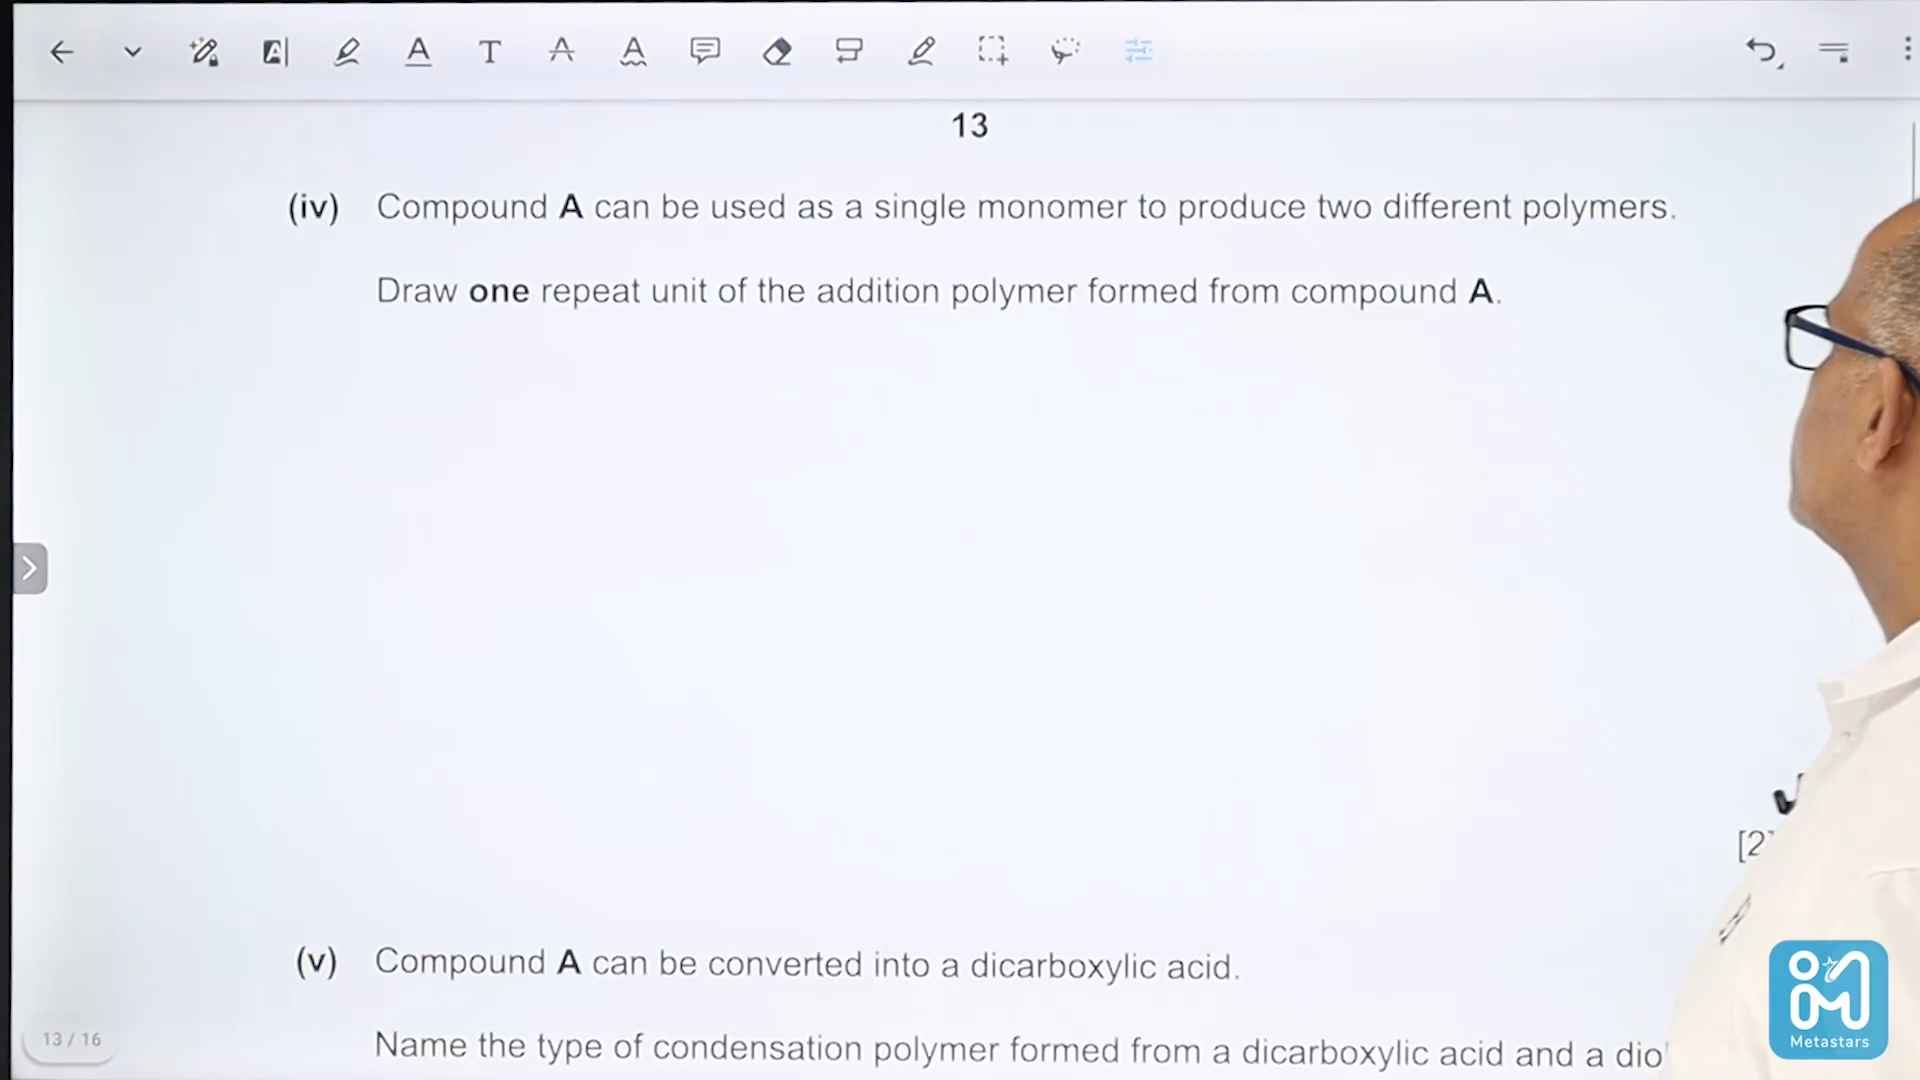 13
(iv) Compound A can be used as a single monomer to produce two different polymers.
Draw one repeat unit of the addition polymer formed from compound A.
[2]
(v) Compound A can be converted into a dicarboxylic acid.
Name the type of condensation polymer formed from a dicarboxylic acid and a
13 / 16
Metastars